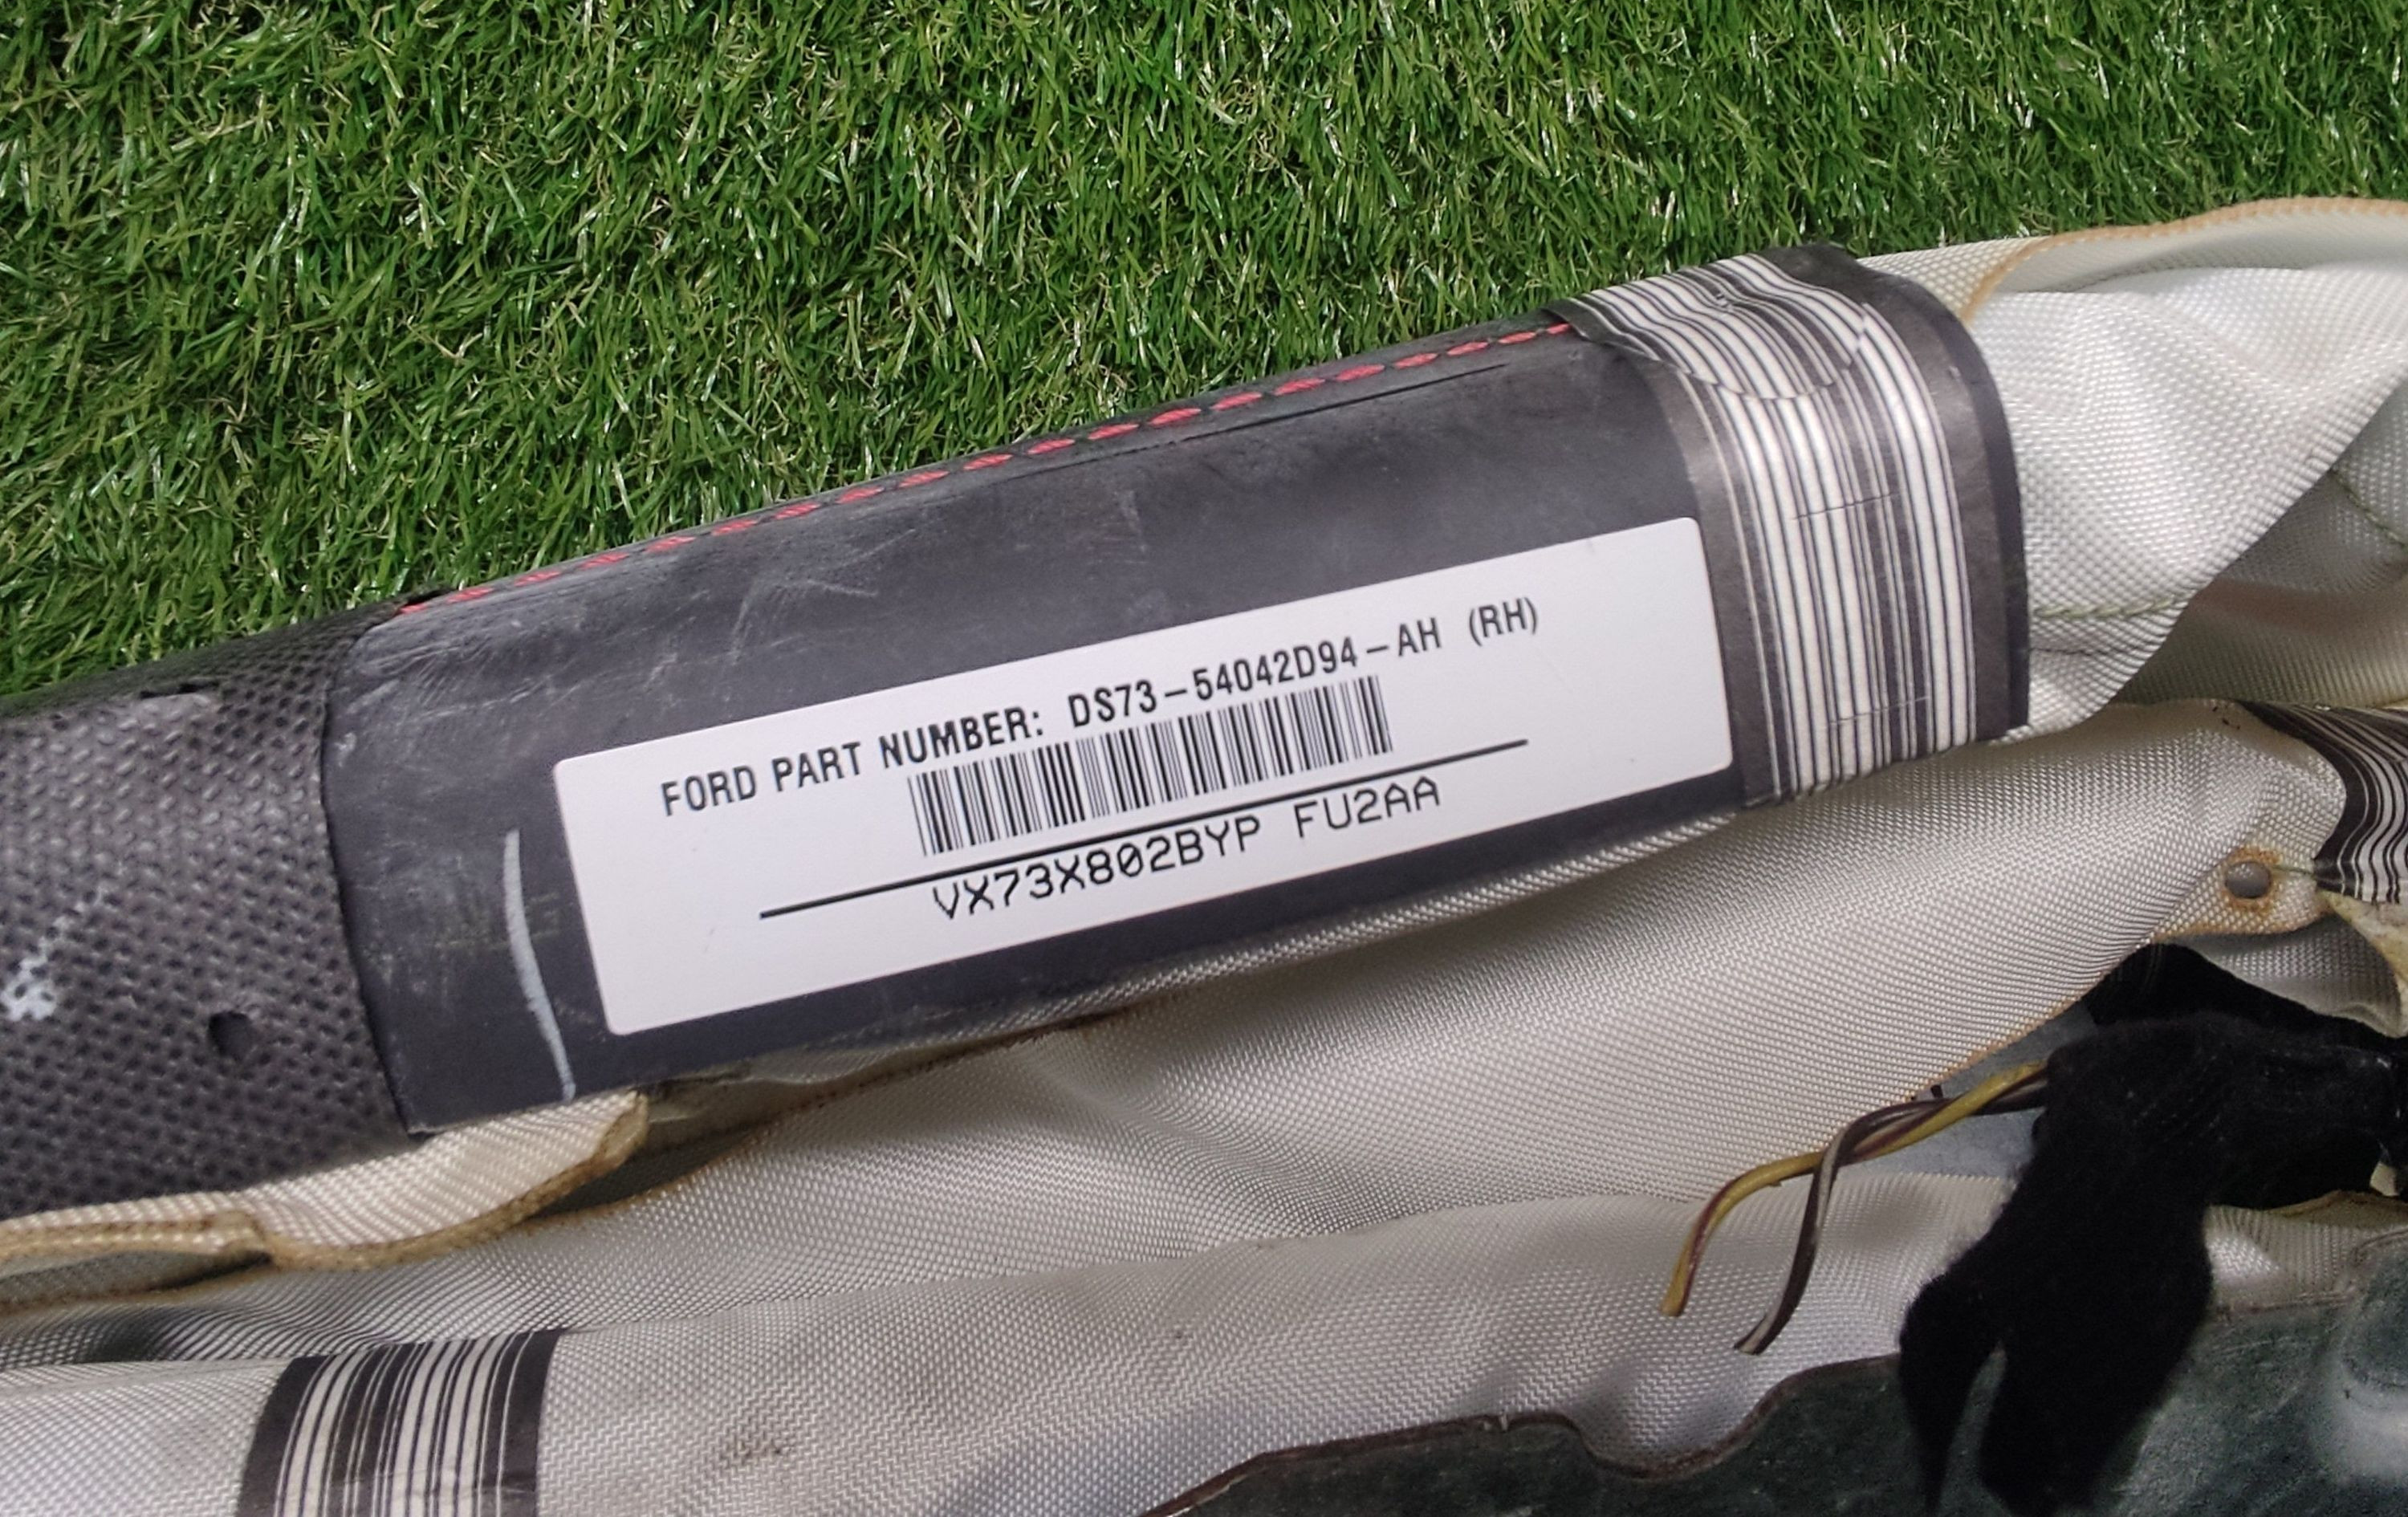 FORD PART NUMBER: DS73-54042D94-AH (RH)
VX73X802BYP FU2AA